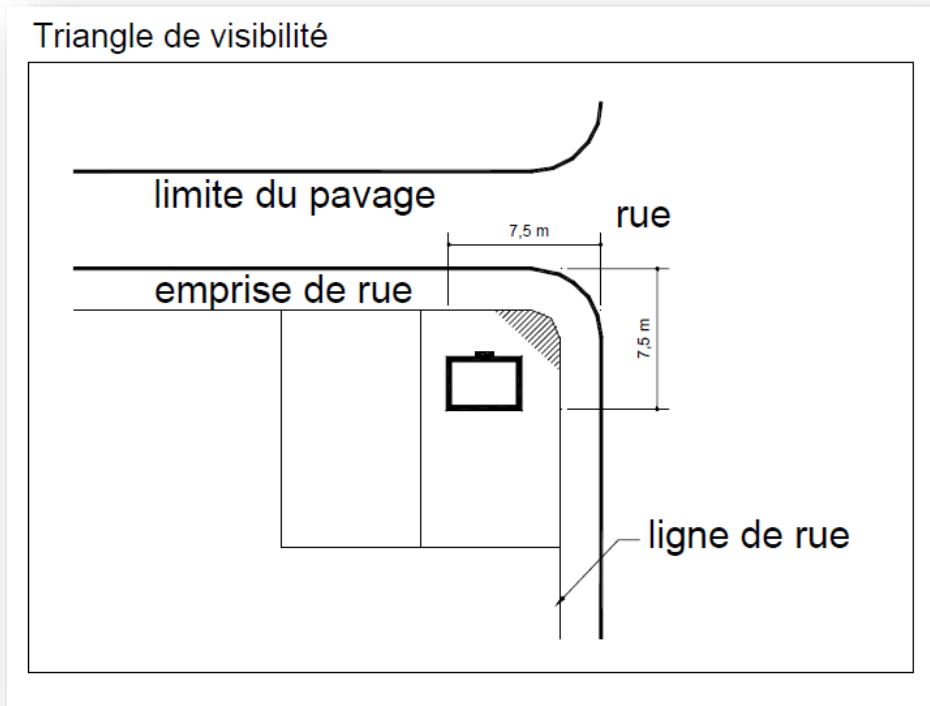 Triangle de visibilité
limite du pavage
rue
7,5 m
emprise de rue
7,5 m
ligne de rue